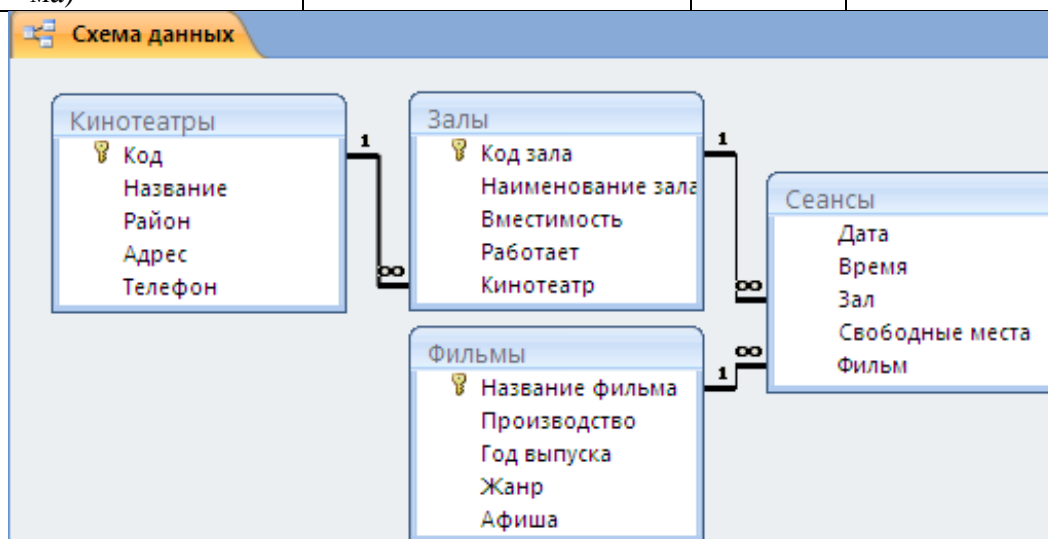 ма)
Схема данных
Кинотеатры
Код
Название
Район
Адрес
Телефон
1
∞
Залы
Код зала
Наименование зала
Вместимость
Работает
Кинотеатр
1
∞
Сеансы
Дата
Время
Зал
Свободные места
Фильм
Фильмы
Название фильма
Производство
Год выпуска
Жанр
Афиша
1
∞